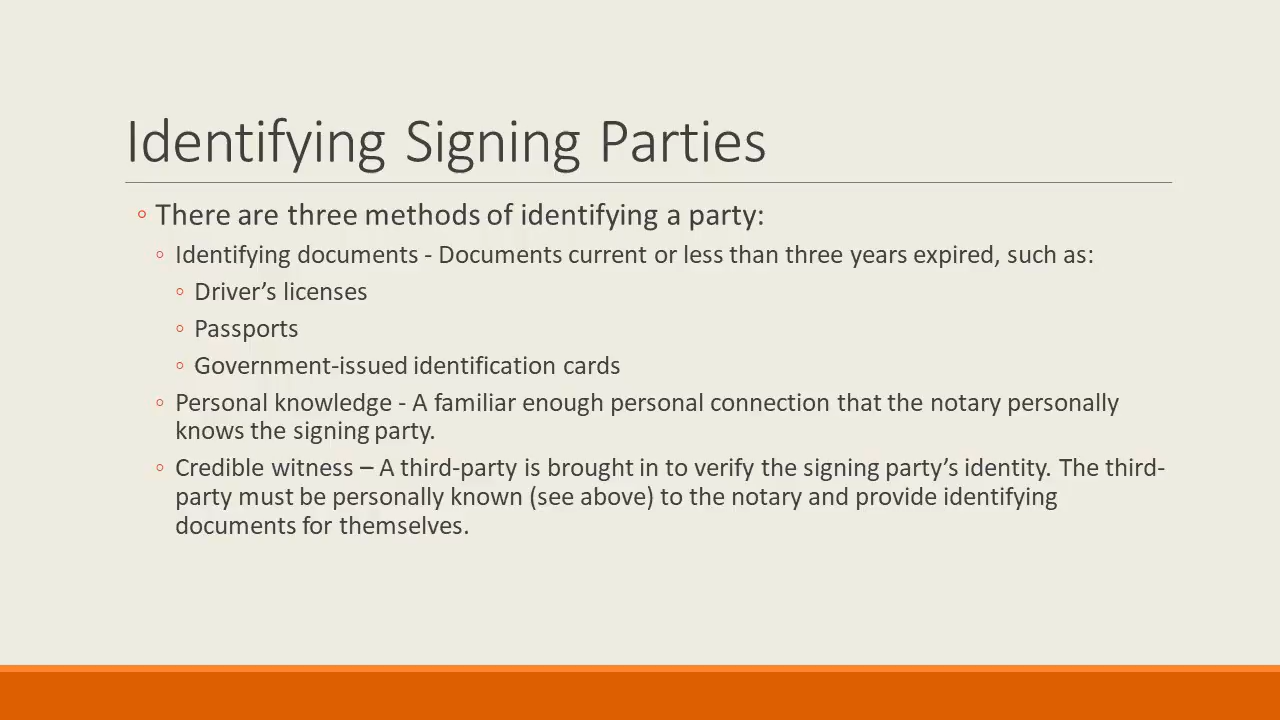 Identifying Signing Parties
◦ There are three methods of identifying a party:
◦ Identifying documents - Documents current or less than three years expired, such as:
◦ Driver’s licenses
◦ Passports
◦ Government-issued identification cards
◦ Personal knowledge - A familiar enough personal connection that the notary personally
knows the signing party.
◦ Credible witness – A third-party is brought in to verify the signing party’s identity. The third-
party must be personally known (see above) to the notary and provide identifying
documents for themselves.